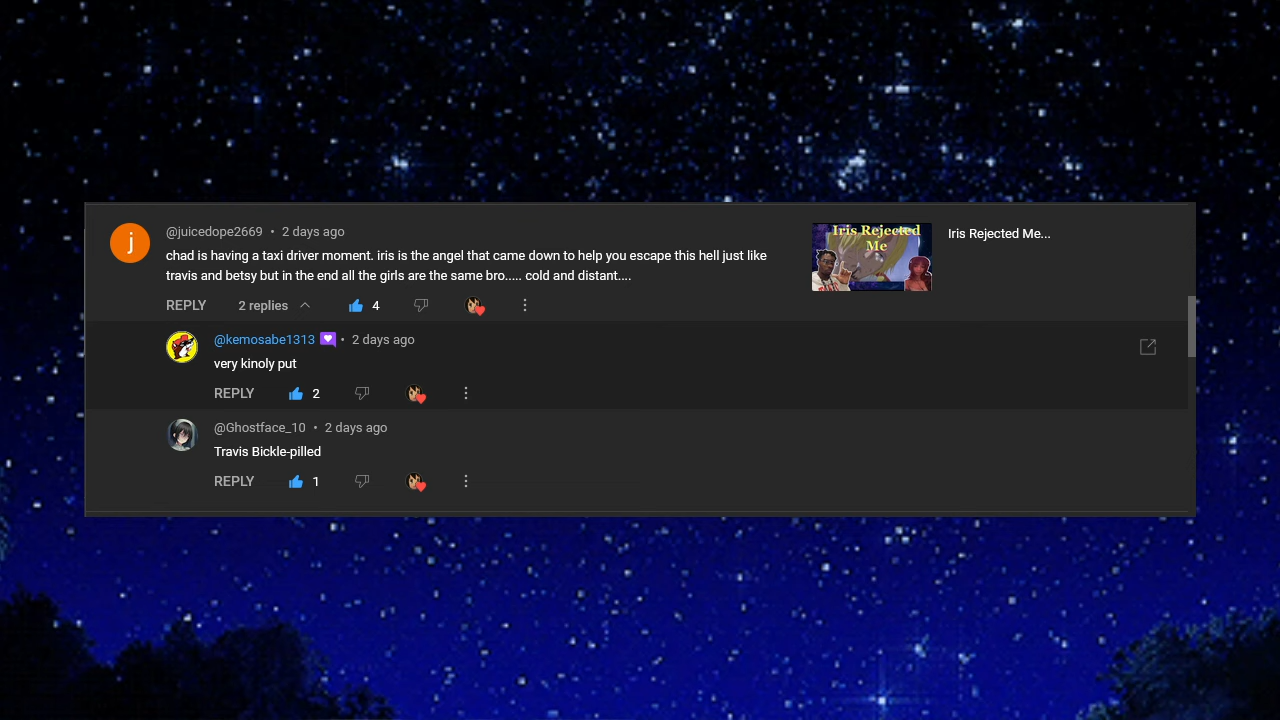 j
@juicedope2669 • 2 days ago
chad is having a taxi driver moment. iris is the angel that came down to help you escape this hell just like
travis and betsy but in the end all the girls are the same bro..... cold and distant....
REPLY 2 replies 4
Iris Rejected
Me
Iris Rejected Me...
@kemosabe1313 • 2 days ago
very kinoly put
REPLY 2
@Ghostface_10 • 2 days ago
Travis Bickle-pilled
REPLY 1